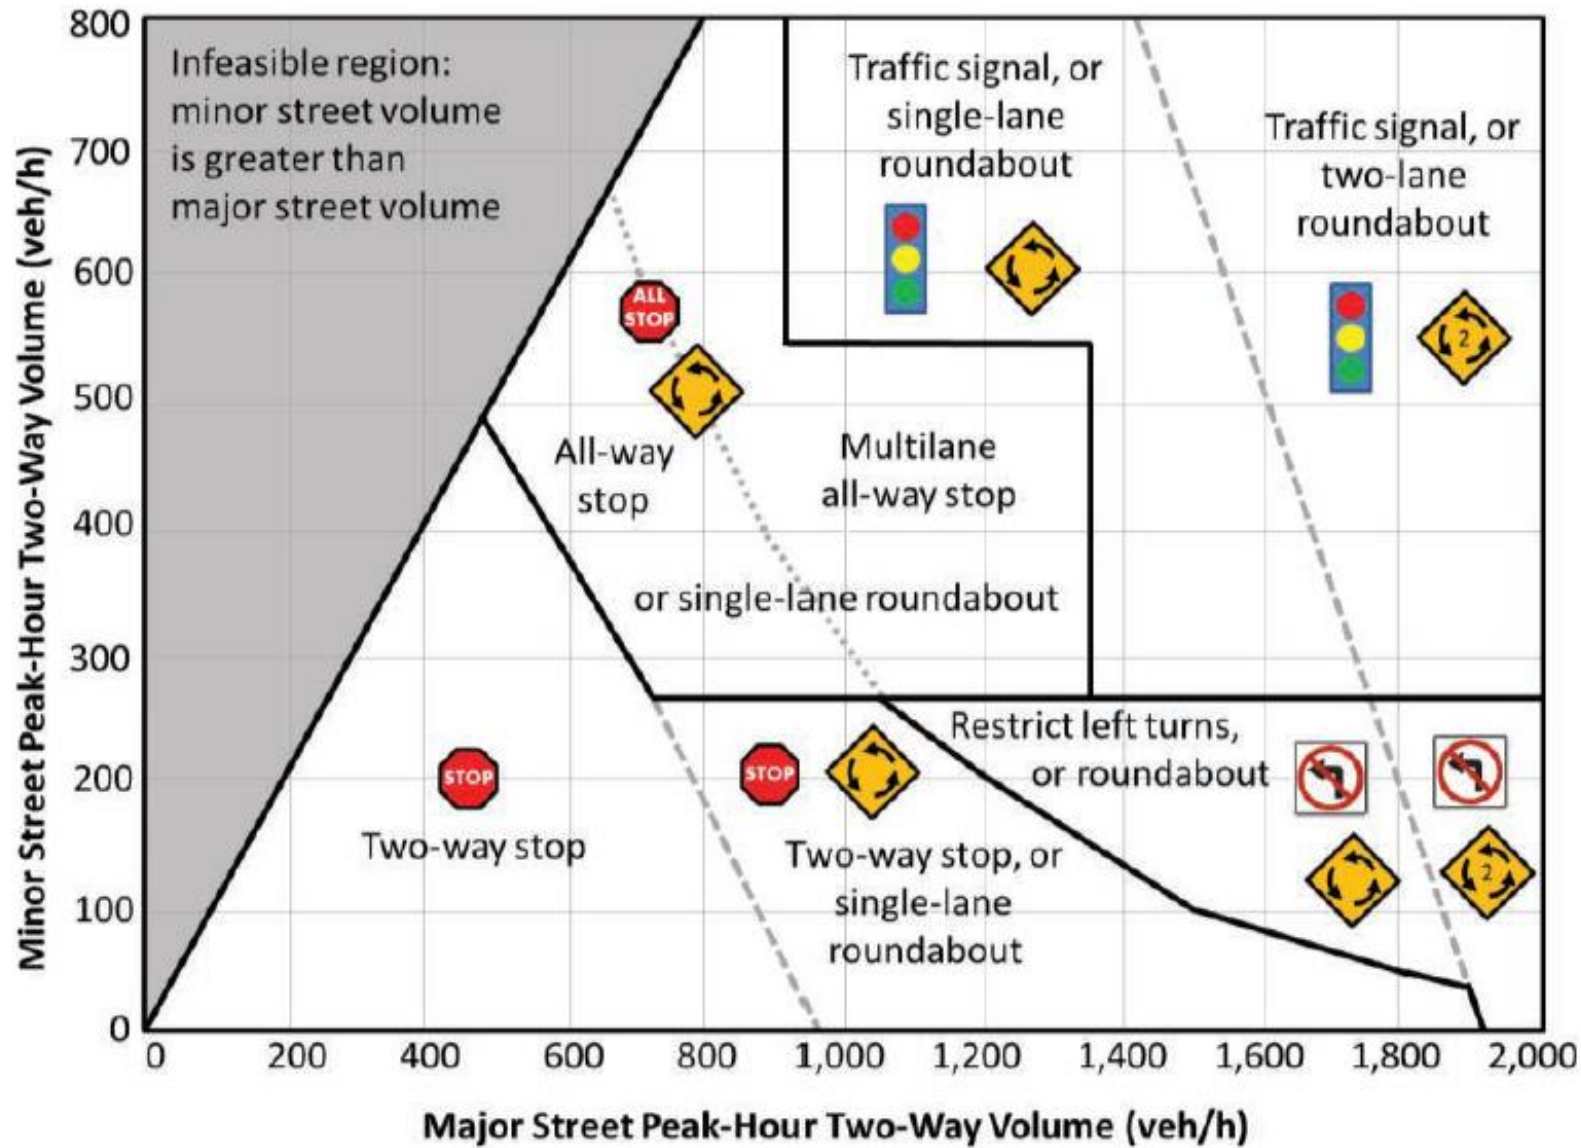 Minor Street Peak-Hour Two-Way Volume (veh/h)
800
700
600
500
400
300
200
100
0
Infeasible region:
minor street volume
is greater than
major street volume
Traffic signal, or
single-lane
roundabout
Traffic signal, or
two-lane
roundabout
2
ALL
STOP
All-way
stop
Multilane
all-way stop
or single-lane roundabout
STOP
Two-way stop
STOP
Two-way stop, or
single-lane
roundabout
Restrict left turns,
or roundabout
2
0
200
400
600
800
1,000
1,200
1,400
1,600
1,800
2,000
Major Street Peak-Hour Two-Way Volume (veh/h)